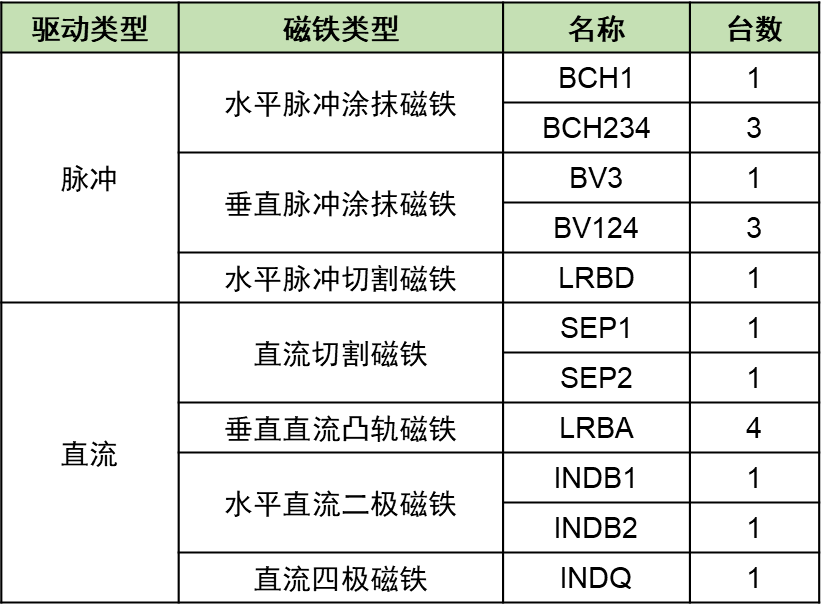 驱动类型 磁铁类型 名称 台数
脉冲 水平脉冲涂抹磁铁 BCH1 1
BCH234 3
垂直脉冲涂抹磁铁 BV3 1
BV124 3
水平脉冲切割磁铁 LRBD 1
直流 直流切割磁铁 SEP1 1
SEP2 1
垂直直流凸轨磁铁 LRBA 4
水平直流二极磁铁 INDB1 1
INDB2 1
直流四极磁铁 INDQ 1